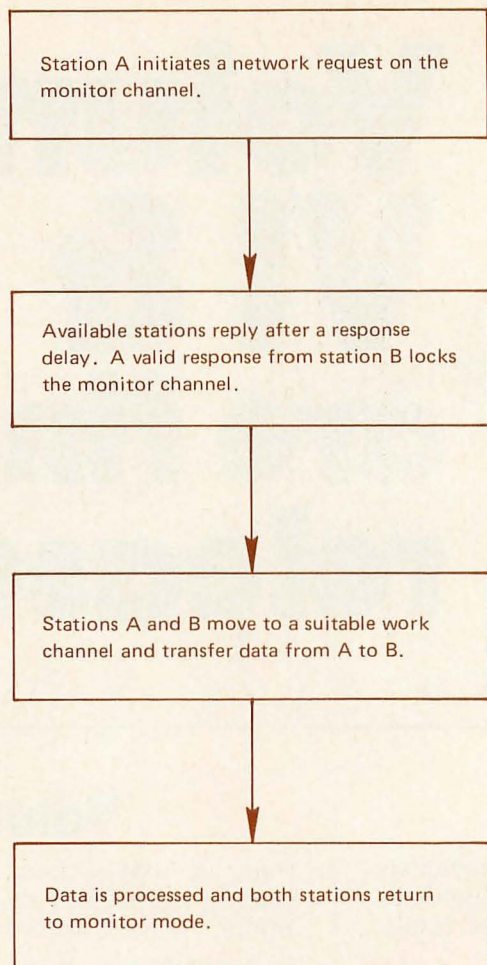 Station A initiates a network request on the
monitor channel.
Available stations reply after a response
delay. A valid response from station B locks
the monitor channel.
Stations A and B move to a suitable work
channel and transfer data from A to B.
Data is processed and both stations return
to monitor mode.